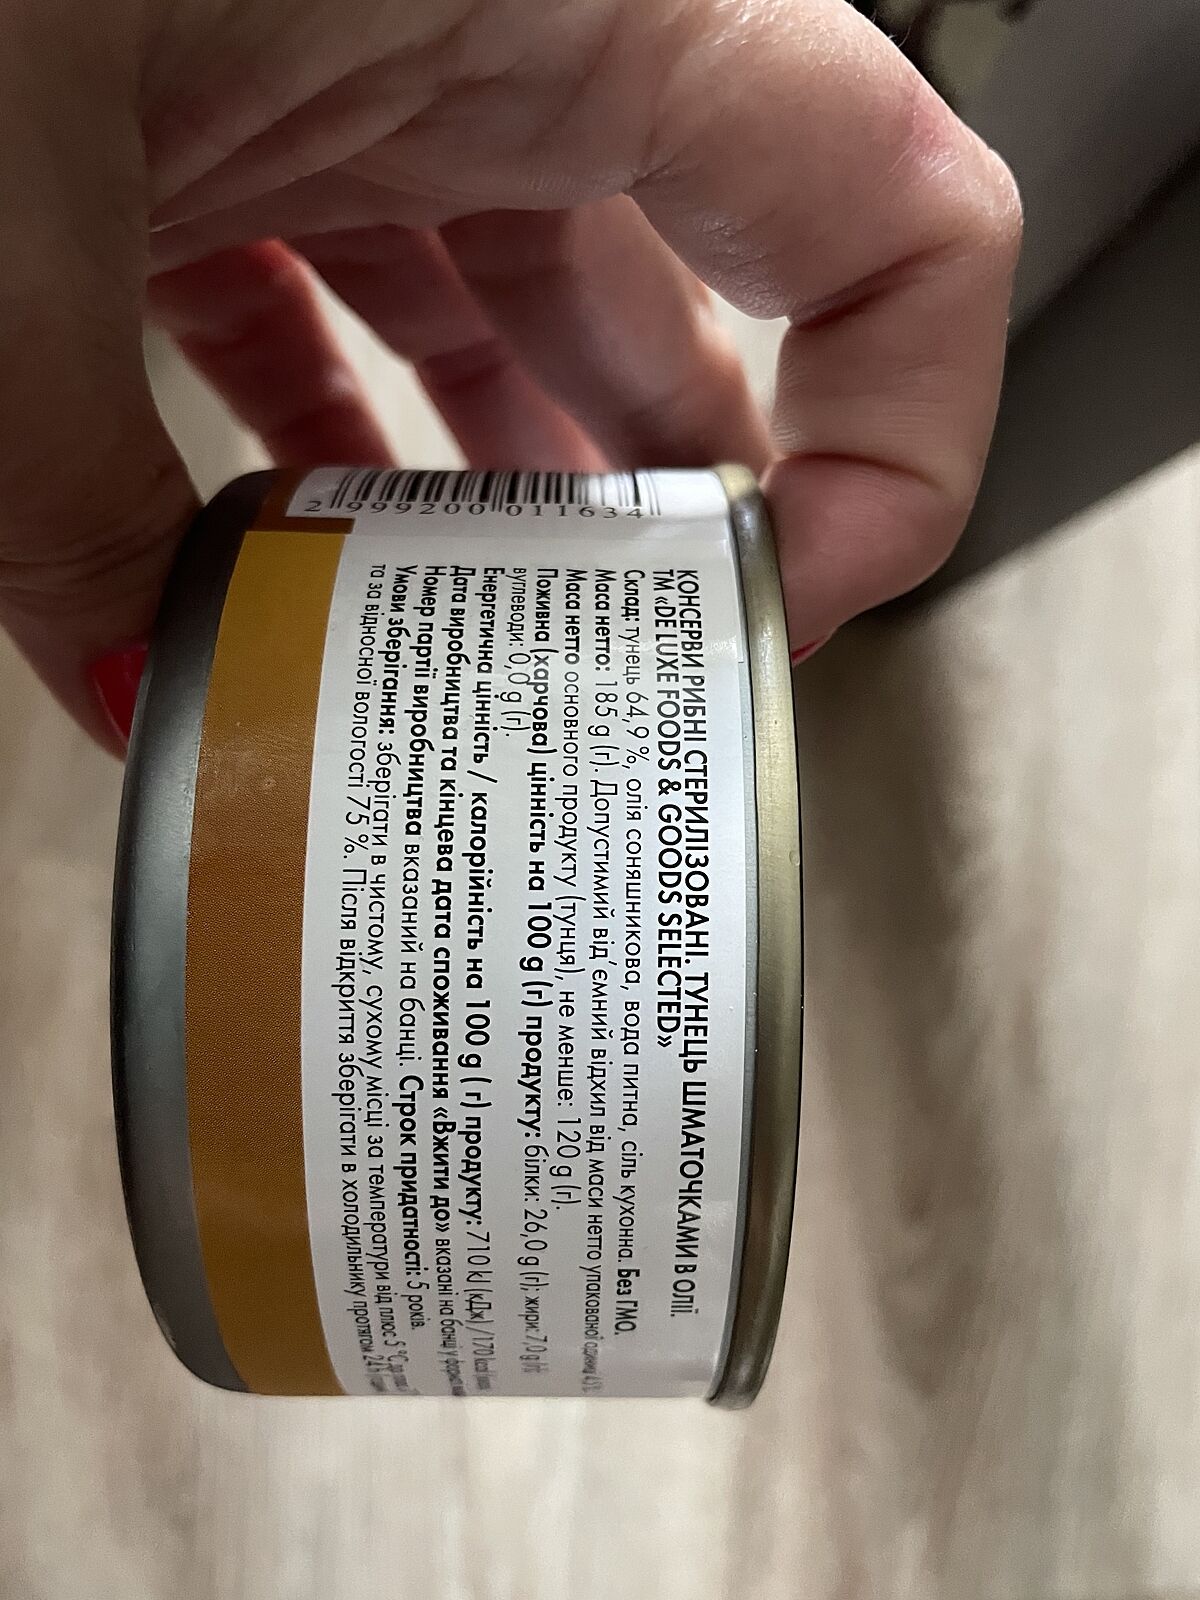 КОНСЕРВИ РИБНІ СТЕРИЛІЗОВАНІ. ТУНЕЦЬ ШМАТОЧКАМИ В ОЛІЇ.
ТМ «DE LUXE FOODS & GOODS SELECTED»
Склад: тунець 64,9 %, олія соняшникова, вода питна, сіль кухонна. Без ГМО.
Маса нетто: 185 g (г). Допустимий від᾽ємний відхил від маси нетто упакованої одиниці
Маса нетто основного продукту (тунця), не менше: 120 g (г).
Поживна (харчова) цінність на 100 g (г) продукту: білки: 26,0 g (г); жири: 7,0 g (г);
вуглеводи: 0,0 g (г).
Енергетична цінність / калорійність на 100 g ( г) продукту: 710 kJ (кДж) /170 kcal
Дата виробництва та кінцева дата споживання «Вжити до» вказані на банці у форматі
Номер партії виробництва вказаний на банці. Строк придатності: 5 років.
Умови зберігання: зберігати в чистому, сухому місці за температури від плюс 5 °C
та за відносної вологості 75 %. Після відкриття зберігати в холодильнику протягом 24 h
2 999200 011634